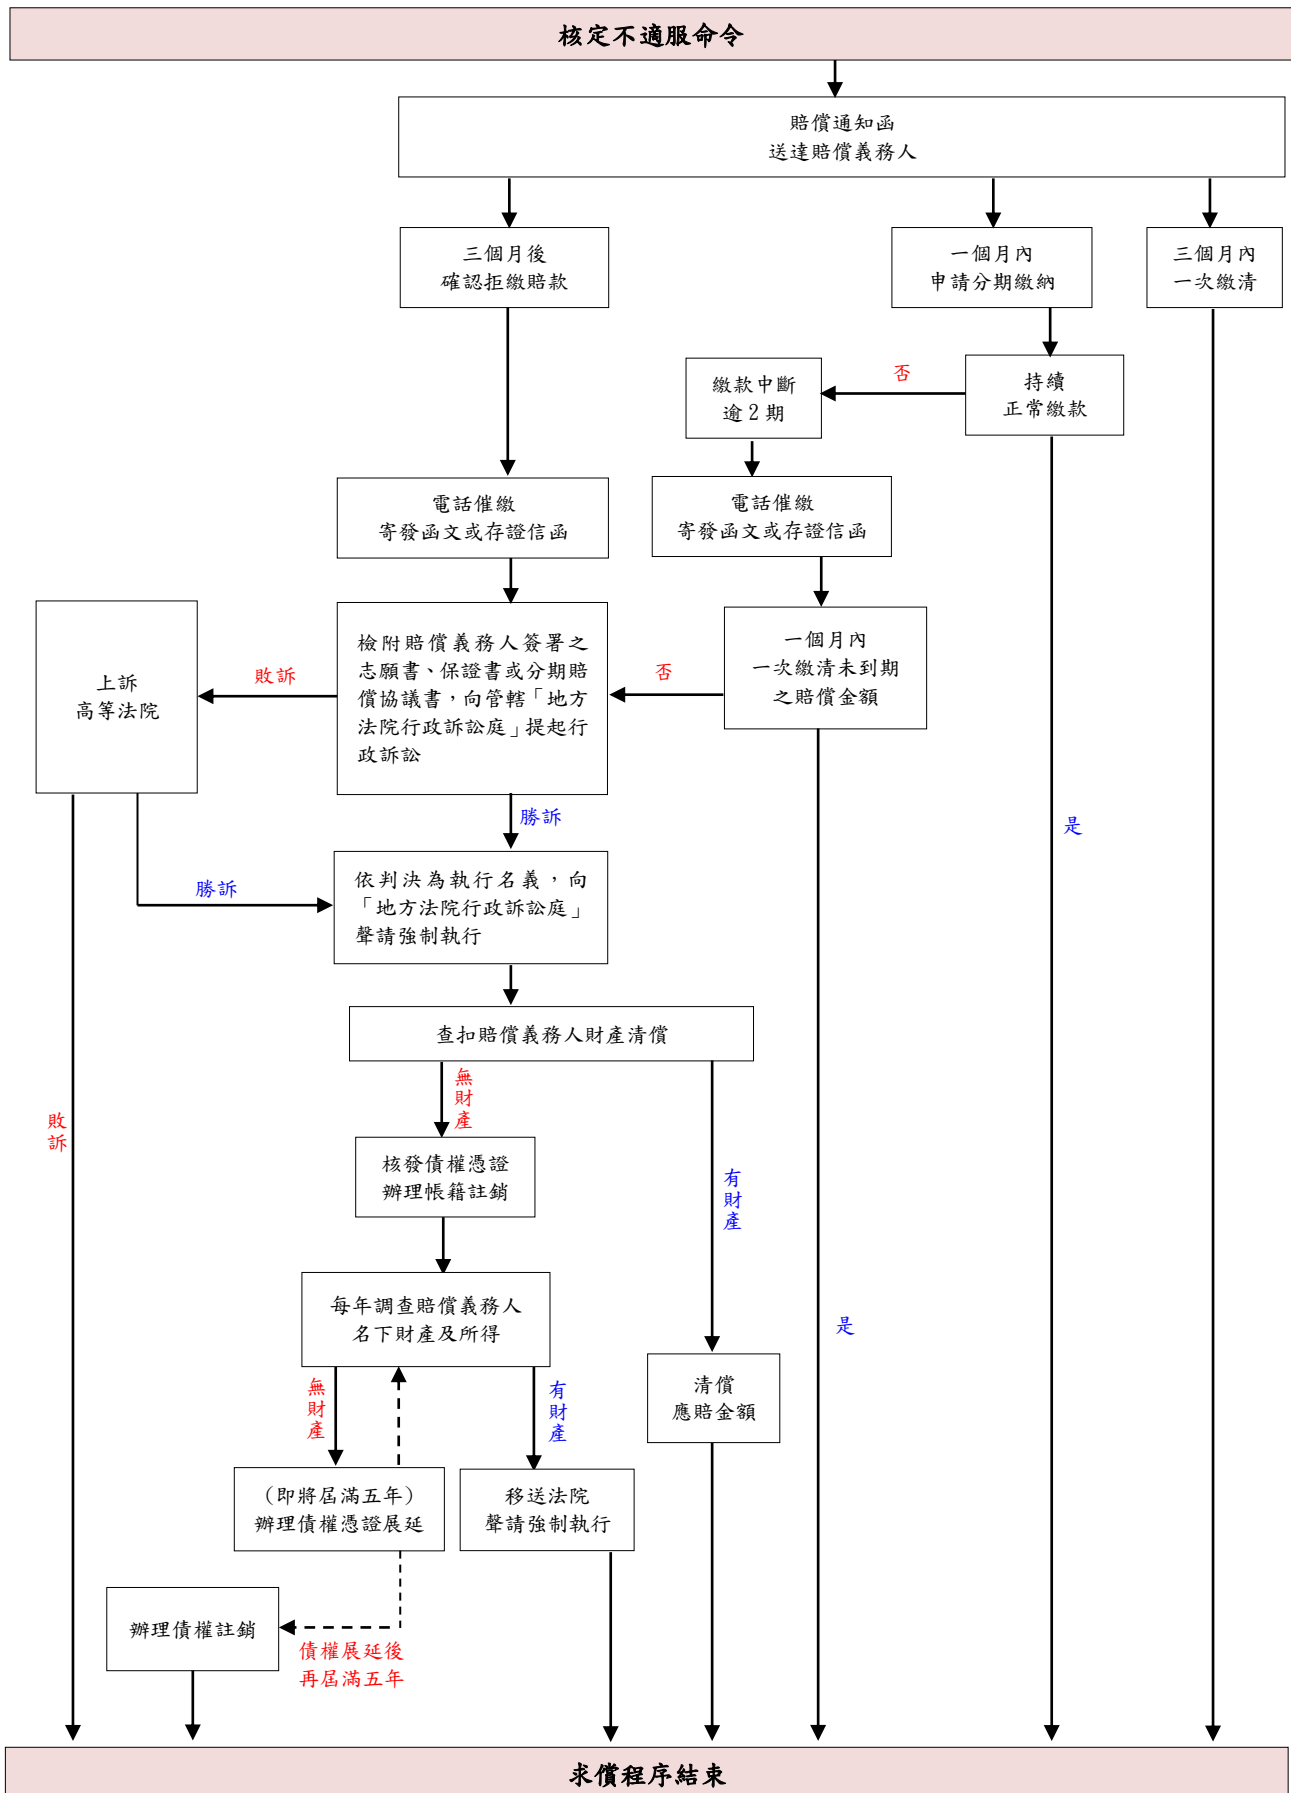 核定不適服命令
賠償通知函
送達賠償義務人
三個月後
確認拒繳賠款
一個月內
申請分期繳納
三個月內
一次繳清
繳款中斷
逾2期
否
持續
正常繳款
電話催繳
寄發函文或存證信函
電話催繳
寄發函文或存證信函
上訴
高等法院
敗訴
檢附賠償義務人簽署之
志願書、保證書或分期賠
償協議書，向管轄「地方
法院行政訴訟庭」提起行
政訴訟
否
一個月內
一次繳清未到期
之賠償金額
勝訴
是
勝訴
依判決為執行名義，向
「地方法院行政訴訟庭」
聲請強制執行
查扣賠償義務人財產清償
無
財
產
敗
訴
核發債權憑證
辦理帳籍註銷
有
財
產
每年調查賠償義務人
名下財產及所得
是
無
財
產
有
財
產
清償
應賠金額
（即將屆滿五年）
辦理債權憑證展延
移送法院
聲請強制執行
辦理債權註銷
債權展延後
再屆滿五年
求償程序結束